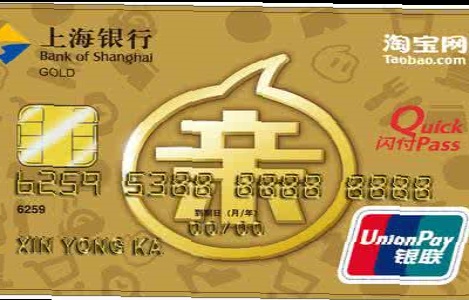 上海银行
Bank of Shanghai
GOLD
淘宝网
Taobao.com
亲
Quick
闪付Pass
6259 5388 8888 8888
6259
到期日（月/年）
00/00
XIN YONG KA
UnionPay
银联